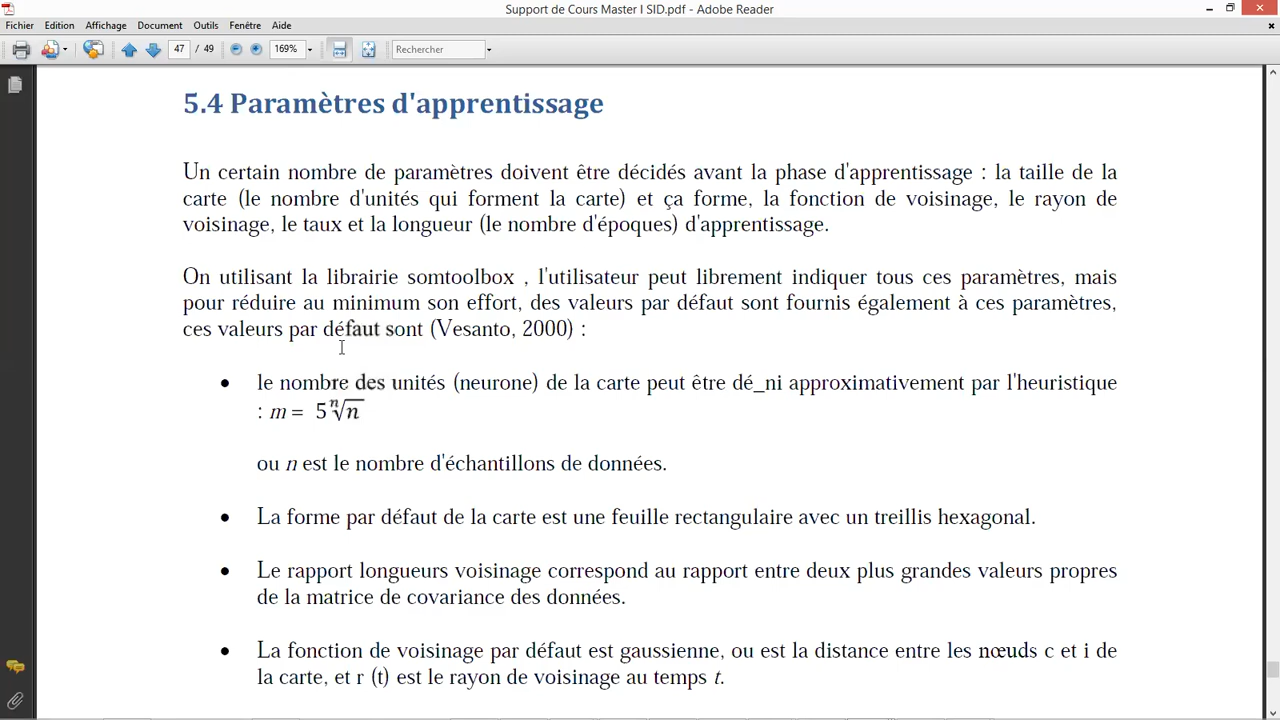 Support de Cours Master I SID.pdf - Adobe Reader
Fichier Edition Affichage Document Outils Fenêtre Aide
47 / 49 169% Rechercher
5.4 Paramètres d'apprentissage
Un certain nombre de paramètres doivent être décidés avant la phase d'apprentissage : la taille de la
carte (le nombre d'unités qui forment la carte) et ça forme, la fonction de voisinage, le rayon de
voisinage, le taux et la longueur (le nombre d'époques) d'apprentissage.
On utilisant la librairie somtoolbox , l'utilisateur peut librement indiquer tous ces paramètres, mais
pour réduire au minimum son effort, des valeurs par défaut sont fournis également à ces paramètres,
ces valeurs par défaut sont (Vesanto, 2000) :
• le nombre des unités (neurone) de la carte peut être dé_ni approximativement par l'heuristique
: m = 5ⁿ√n
ou n est le nombre d'échantillons de données.
• La forme par défaut de la carte est une feuille rectangulaire avec un treillis hexagonal.
• Le rapport longueurs voisinage correspond au rapport entre deux plus grandes valeurs propres
de la matrice de covariance des données.
• La fonction de voisinage par défaut est gaussienne, ou est la distance entre les nœuds c et i de
la carte, et r (t) est le rayon de voisinage au temps t.